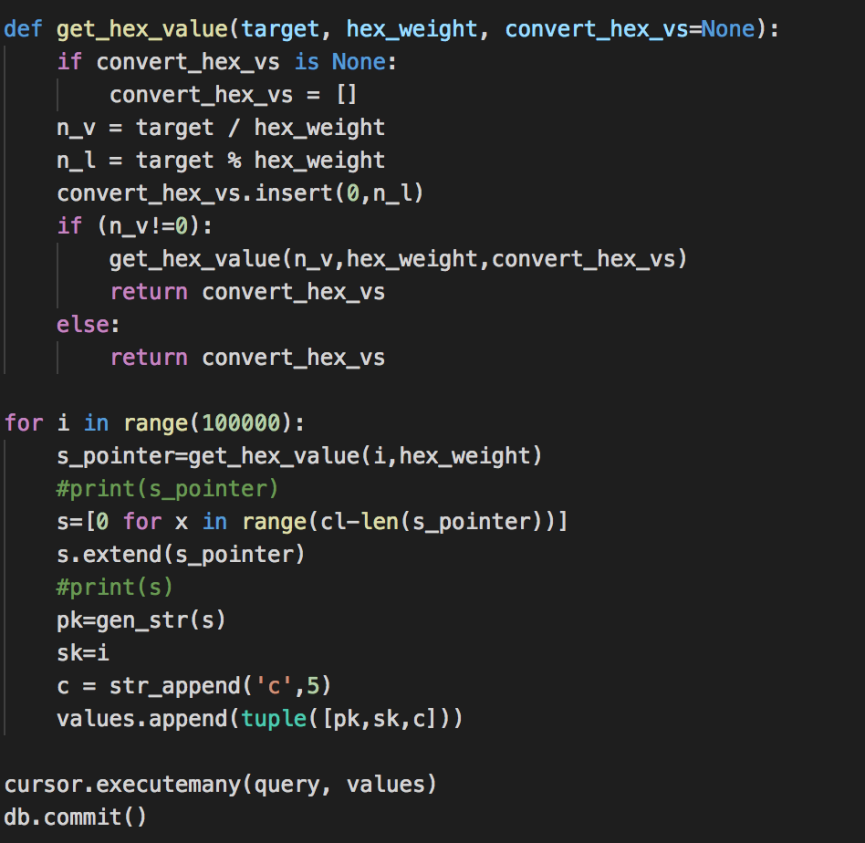 def get_hex_value(target, hex_weight, convert_hex_vs=None):
    if convert_hex_vs is None:
        convert_hex_vs = []
    n_v = target / hex_weight
    n_l = target % hex_weight
    convert_hex_vs.insert(0,n_l)
    if (n_v!=0):
        get_hex_value(n_v,hex_weight,convert_hex_vs)
        return convert_hex_vs
    else:
        return convert_hex_vs

for i in range(100000):
    s_pointer=get_hex_value(i,hex_weight)
    #print(s_pointer)
    s=[0 for x in range(cl-len(s_pointer))]
    s.extend(s_pointer)
    #print(s)
    pk=gen_str(s)
    sk=i
    c = str_append('c',5)
    values.append(tuple([pk,sk,c]))

cursor.executemany(query, values)
db.commit()